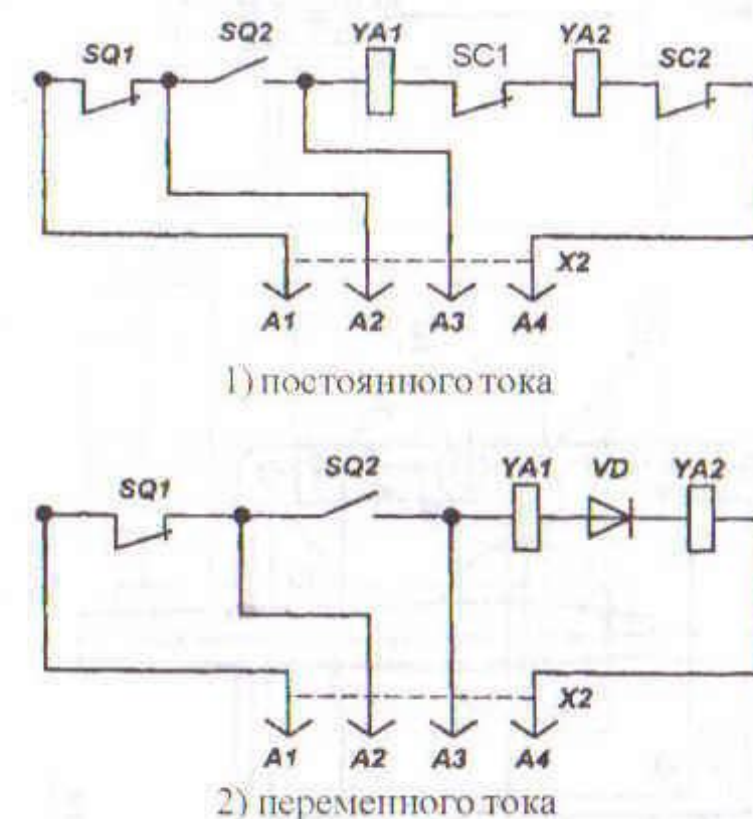 SQ1 SQ2 YA1 SC1 YA2 SC2
X2
A1 A2 A3 A4
1) постоянного тока
SQ1 SQ2 YA1 VD YA2
X2
A1 A2 A3 A4
2) переменного тока